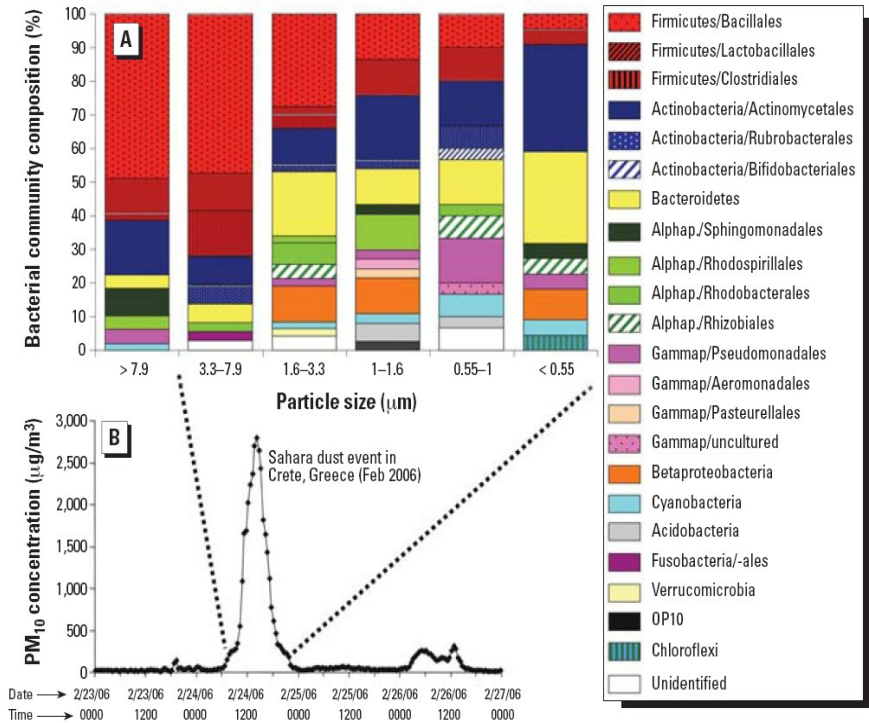 A
Bacterial community composition (%)
100
90
80
70
60
50
40
30
20
10
0
> 7.9
3.3–7.9
1.6–3.3
1–1.6
0.55–1
< 0.55
Particle size (μm)
B
PM10 concentration (μg/m³)
3,000
2,500
2,000
1,500
1,000
500
0
Sahara dust event in
Crete, Greece (Feb 2006)
Date 2/23/06 2/23/06 2/24/06 2/24/06 2/25/06 2/25/06 2/26/06 2/26/06 2/27/06
Time 0000 1200 0000 1200 0000 1200 0000 1200 0000
Firmicutes/Bacillales
Firmicutes/Lactobacillales
Firmicutes/Clostridiales
Actinobacteria/Actinomycetales
Actinobacteria/Rubrobacterales
Actinobacteria/Bifidobacteriales
Bacteroidetes
Alphap./Sphingomonadales
Alphap./Rhodospirillales
Alphap./Rhodobacterales
Alphap./Rhizobiales
Gammap/Pseudomonadales
Gammap/Aeromonadales
Gammap/Pasteurellales
Gammap/uncultured
Betaproteobacteria
Cyanobacteria
Acidobacteria
Fusobacteria/-ales
Verrucomicrobia
OP10
Chloroflexi
Unidentified